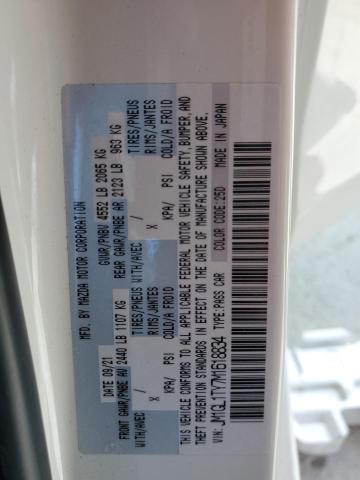 MFD. BY MAZDA MOTOR CORPORATION
DATE 09/21 GVWR/PNBV 4552 LB 2065 KG
FRONT GAWR/PNBE AV 2440 LB 1107 KG REAR GAWR/PNBE AR 2123 LB 963 KG
WITH/AVEC TIRES/PNEUS WITH/AVEC TIRES/PNEUS
/ RIMS/JANTES / RIMS/JANTES
X KPA/ PSI COLD/A FROID X KPA/ PSI COLD/A FROID
THIS VEHICLE CONFORMS TO ALL APPLICABLE FEDERAL MOTOR VEHICLE SAFETY, BUMPER, AND
THEFT PREVENTION STANDARDS IN EFFECT ON THE DATE OF MANUFACTURE SHOWN ABOVE.
JM1GL1TY7M1618834 TYPE:PASS CAR
COLOR CODE:25D MADE IN JAPAN